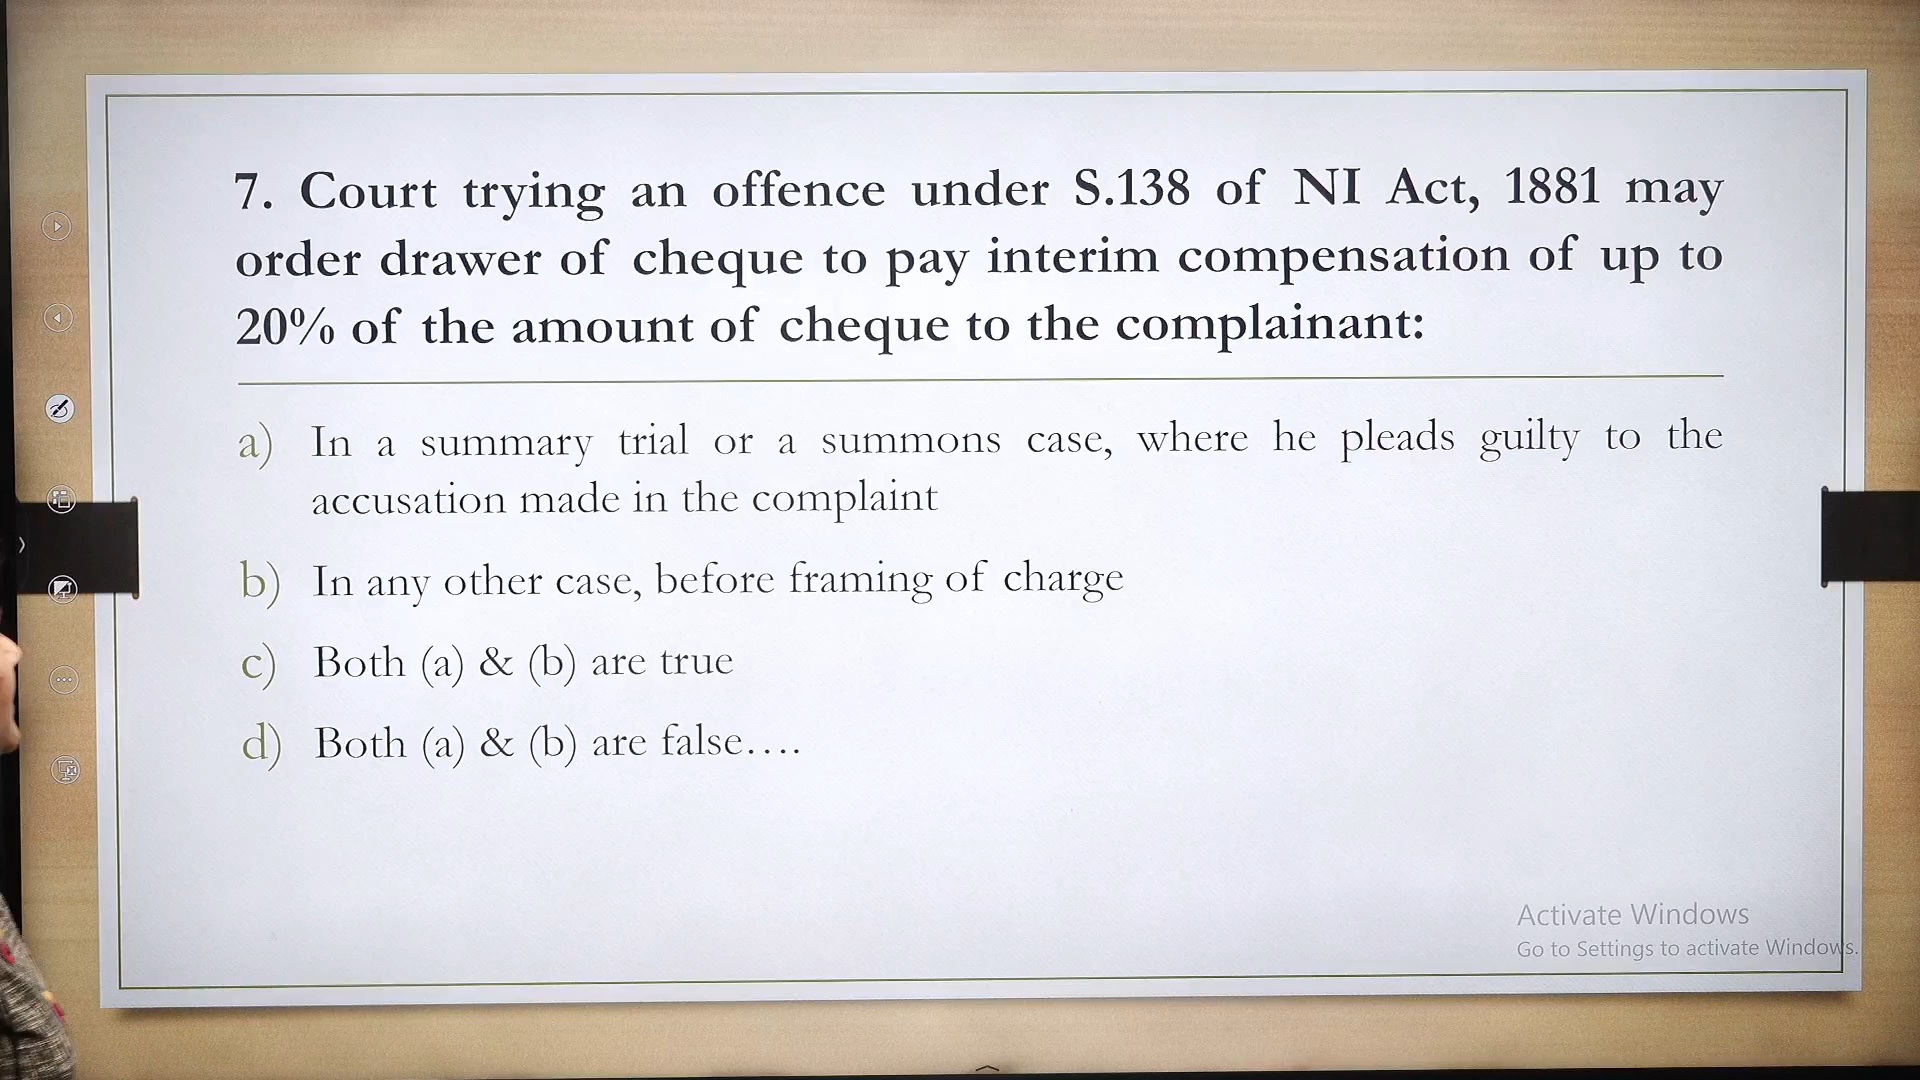 7. Court trying an offence under S.138 of NI Act, 1881 may
order drawer of cheque to pay interim compensation of up to
20% of the amount of cheque to the complainant:
a) In a summary trial or a summons case, where he pleads guilty to the
accusation made in the complaint
b) In any other case, before framing of charge
c) Both (a) & (b) are true
d) Both (a) & (b) are false....
Activate Windows
Go to Settings to activate Windows.